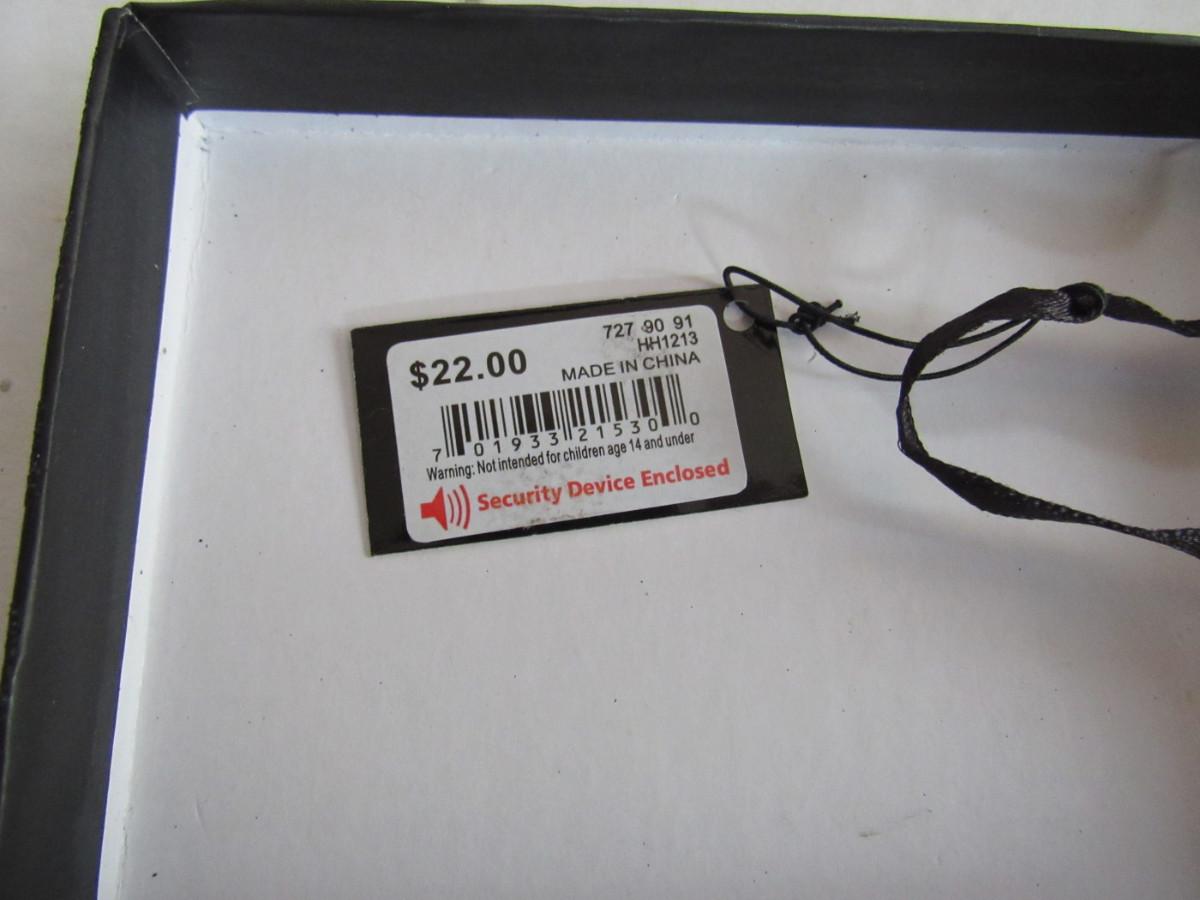 727 90 91
HH1213
$22.00
MADE IN CHINA
7 01933 21530 0
Warning: Not intended for children age 14 and under
Security Device Enclosed